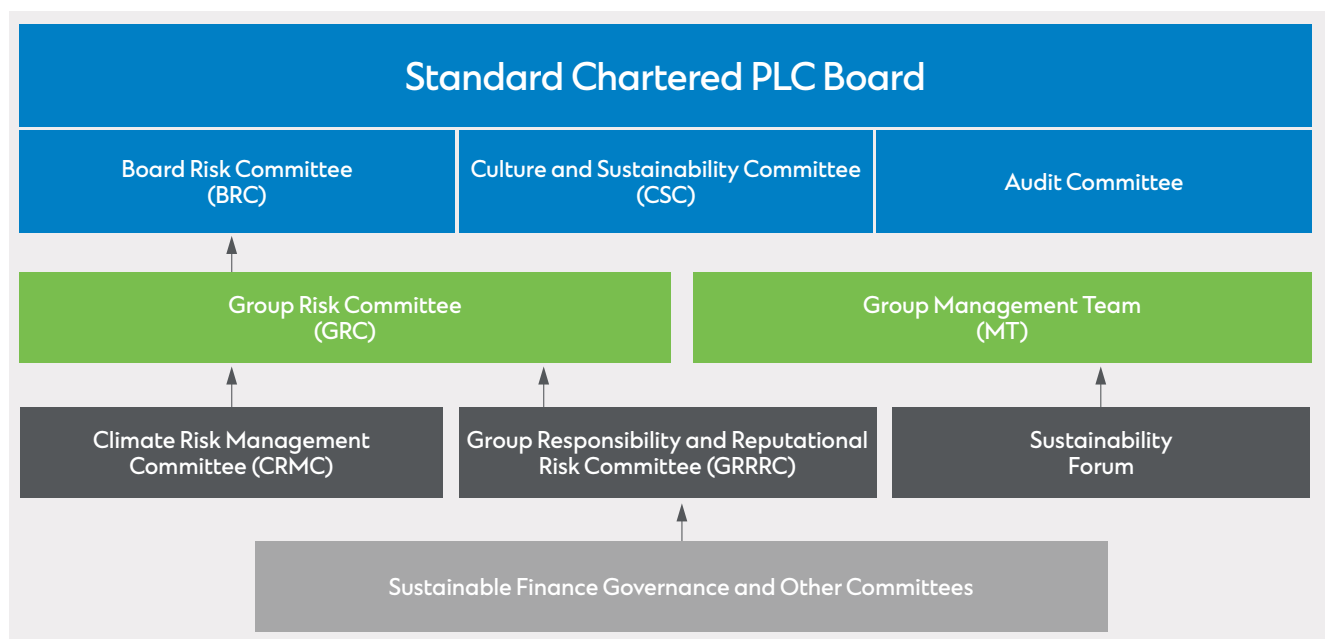 Standard Chartered PLC Board
Board Risk Committee
(BRC)
Culture and Sustainability Committee
(CSC)
Audit Committee
Group Risk Committee
(GRC)
Group Management Team
(MT)
Climate Risk Management
Committee (CRMC)
Group Responsibility and Reputational
Risk Committee (GRRRC)
Sustainability
Forum
Sustainable Finance Governance and Other Committees